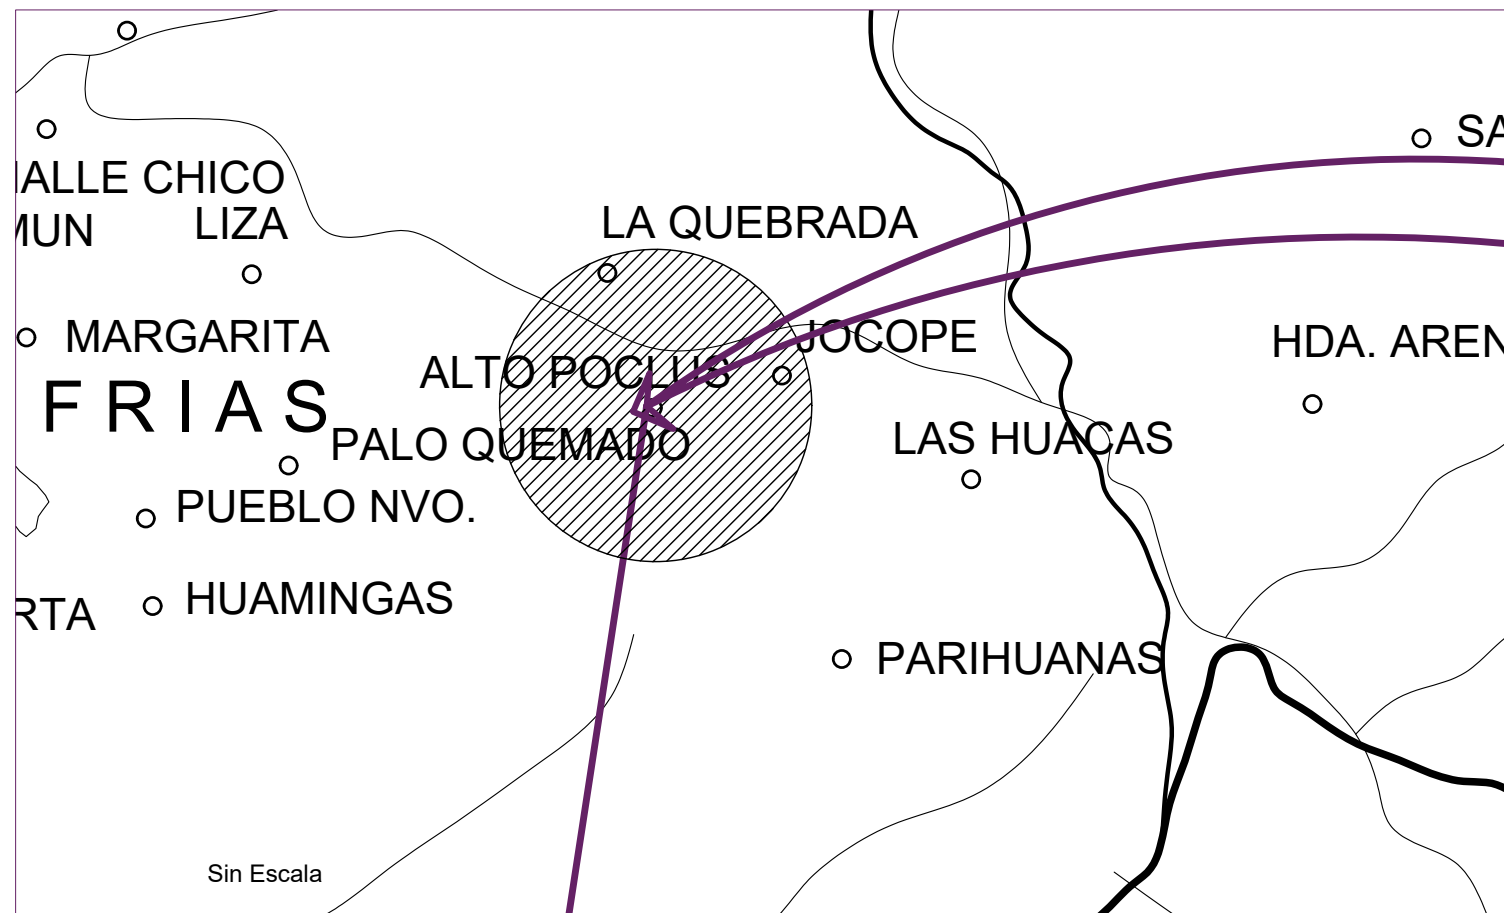 SA
ALLE CHICO
MUN
LIZA
LA QUEBRADA
MARGARITA
JOCOPE
HDA. AREN
ALTO POCLUS
FRIAS
PALO QUEMADO
LAS HUACAS
PUEBLO NVO.
HUAMINGAS
RTA
PARIHUANAS
Sin Escala